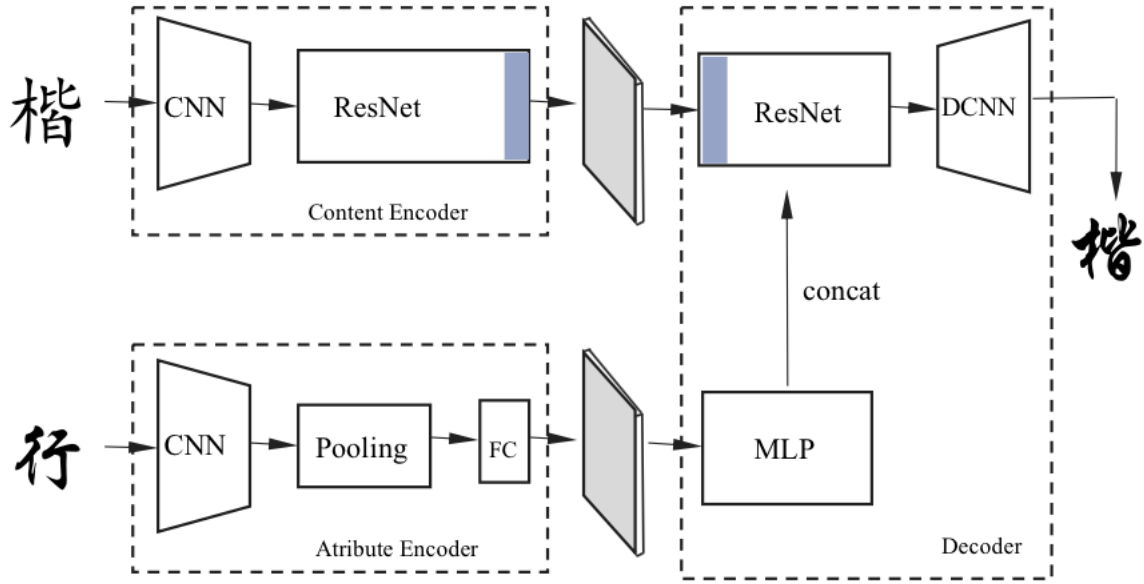 楷
CNN
ResNet
Content Encoder
ResNet
DCNN
楷
concat
行
CNN
Pooling
FC
Atribute Encoder
MLP
Decoder